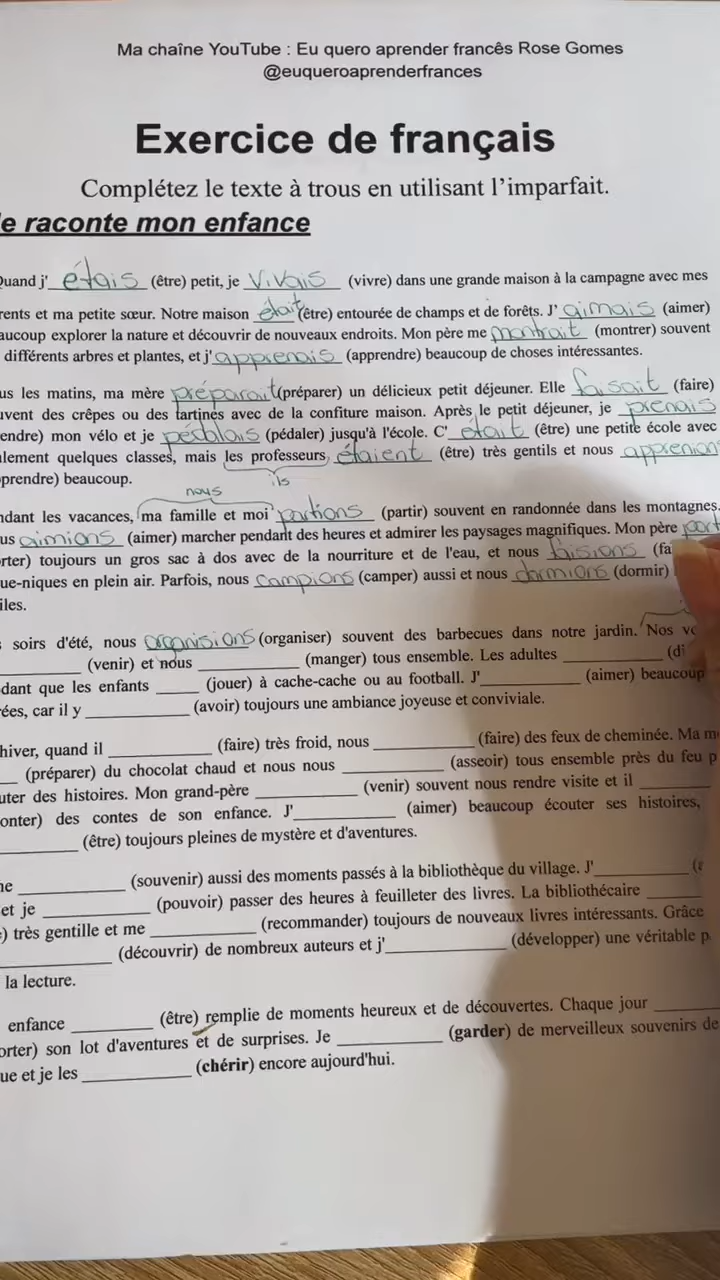 Ma chaîne YouTube : Eu quero aprender francês Rose Gomes
@euqueroaprenderfrances
Exercice de français
Complétez le texte à trous en utilisant l'imparfait.
e raconte mon enfance
Quand j' étais (être) petit, je vivais (vivre) dans une grande maison à la campagne avec mes
rents et ma petite sœur. Notre maison était (être) entourée de champs et de forêts. J' aimais (aimer)
aucoup explorer la nature et découvrir de nouveaux endroits. Mon père me montrait (montrer) souvent
différents arbres et plantes, et j' apprenais (apprendre) beaucoup de choses intéressantes.
us les matins, ma mère préparait (préparer) un délicieux petit déjeuner. Elle faisait (faire)
uvent des crêpes ou des tartines avec de la confiture maison. Après le petit déjeuner, je prenais
endre) mon vélo et je pédalais (pédaler) jusqu'à l'école. C' était (être) une petite école avec
lement quelques classes, mais les professeurs étaient (être) très gentils et nous apprenion
prendre) beaucoup.
nous ils
ndant les vacances, ma famille et moi partions (partir) souvent en randonnée dans les montagnes.
us aimions (aimer) marcher pendant des heures et admirer les paysages magnifiques. Mon père port
rter) toujours un gros sac à dos avec de la nourriture et de l'eau, et nous faisions (fa
ue-niques en plein air. Parfois, nous campions (camper) aussi et nous dormions (dormir)
iles.
s soirs d'été, nous organisions (organiser) souvent des barbecues dans notre jardin. Nos vo
(venir) et nous (manger) tous ensemble. Les adultes (di
dant que les enfants (jouer) à cache-cache ou au football. J' (aimer) beaucoup
ées, car il y (avoir) toujours une ambiance joyeuse et conviviale.
hiver, quand il (faire) très froid, nous (faire) des feux de cheminée. Ma m
(préparer) du chocolat chaud et nous nous (asseoir) tous ensemble près du feu p
uter des histoires. Mon grand-père (venir) souvent nous rendre visite et il
onter) des contes de son enfance. J' (aimer) beaucoup écouter ses histoires,
(être) toujours pleines de mystère et d'aventures.
ne (souvenir) aussi des moments passés à la bibliothèque du village. J'
et je (pouvoir) passer des heures à feuilleter des livres. La bibliothécaire
) très gentille et me (recommander) toujours de nouveaux livres intéressants. Grâce
(découvrir) de nombreux auteurs et j' (développer) une véritable p
la lecture.
enfance (être) remplie de moments heureux et de découvertes. Chaque jour
orter) son lot d'aventures et de surprises. Je (garder) de merveilleux souvenirs de
ue et je les (chérir) encore aujourd'hui.